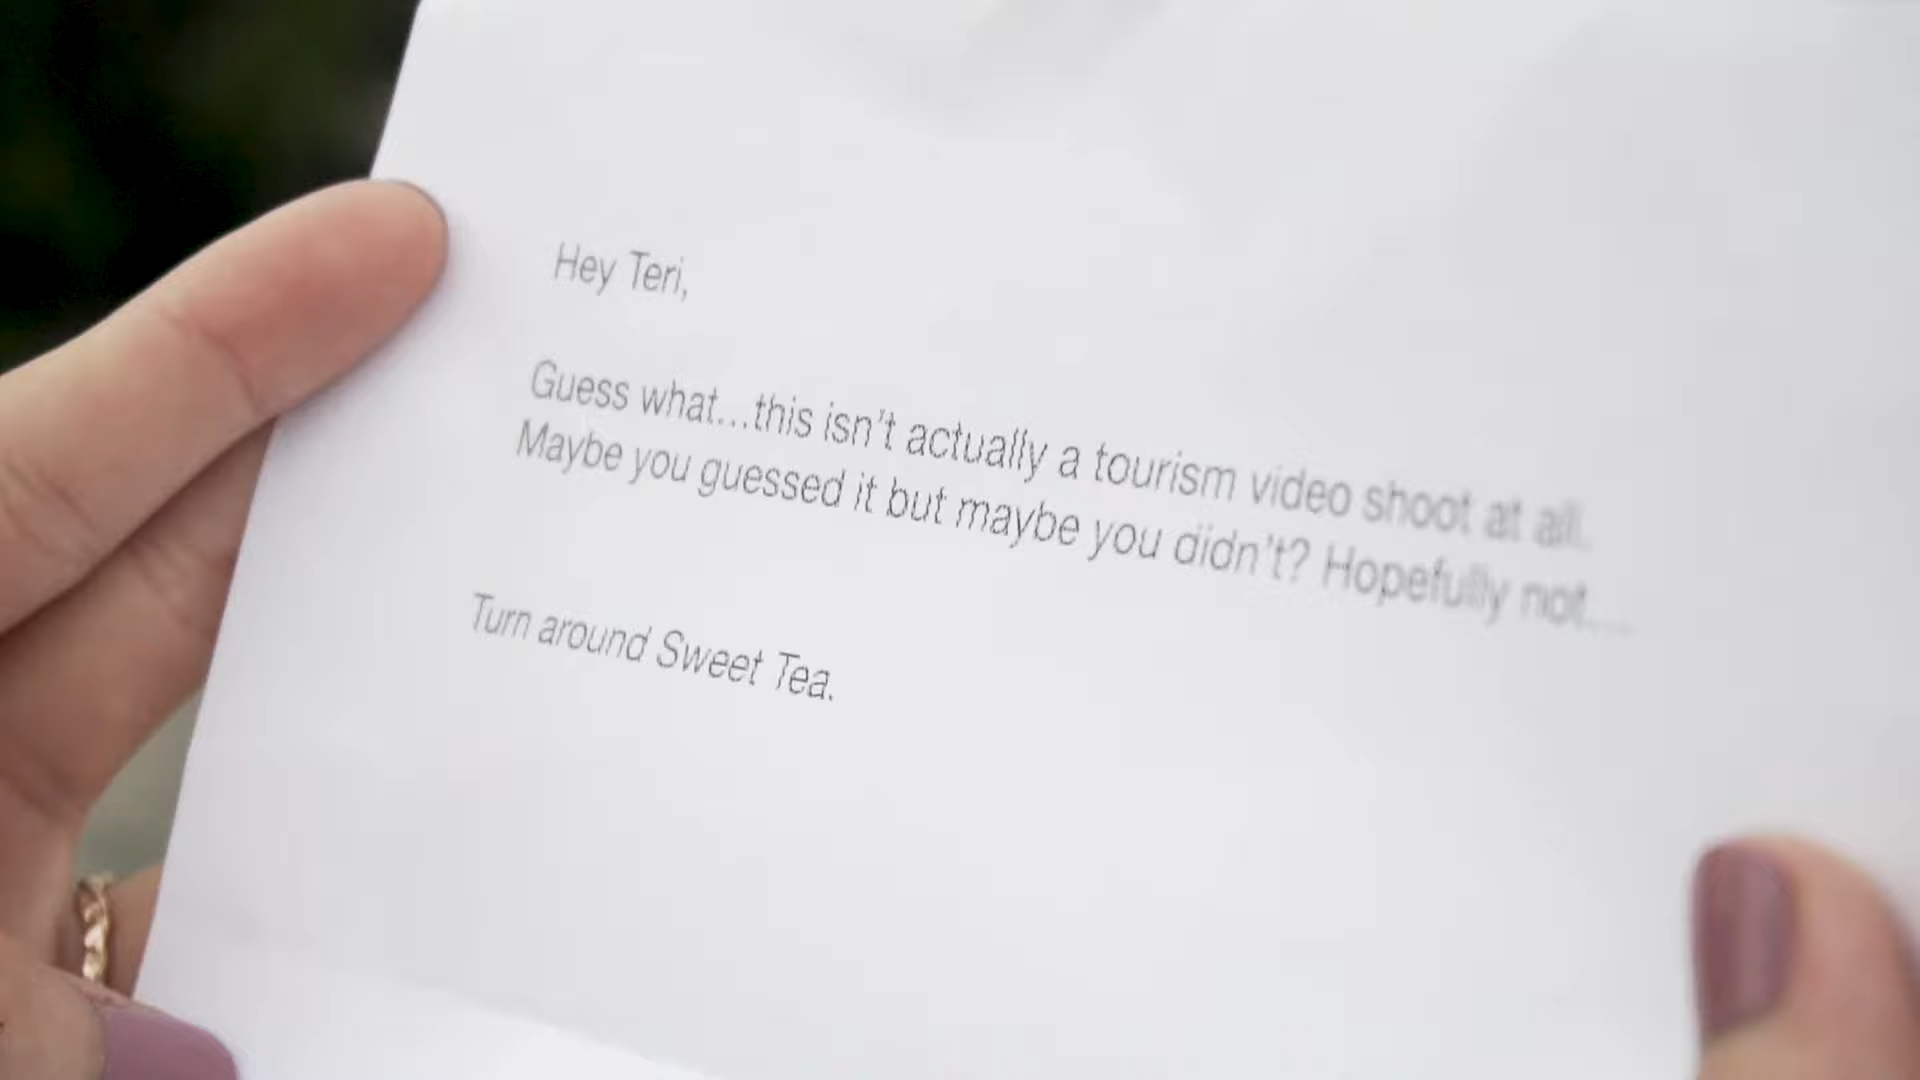 Hey Teri,
Guess what...this isn't actually a tourism video shoot at all.
Maybe you guessed it but maybe you didn't? Hopefully not....
Turn around Sweet Tea.